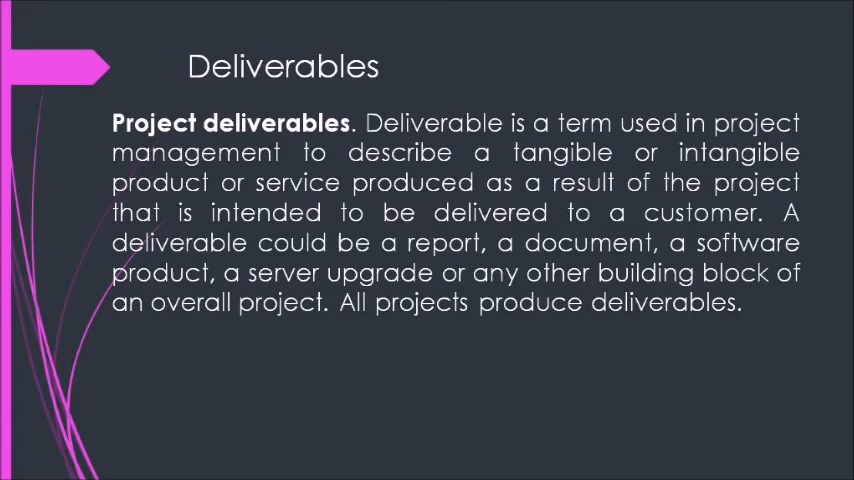 Deliverables
Project deliverables. Deliverable is a term used in project
management to describe a tangible or intangible
product or service produced as a result of the project
that is intended to be delivered to a customer. A
deliverable could be a report, a document, a software
product, a server upgrade or any other building block of
an overall project. All projects produce deliverables.